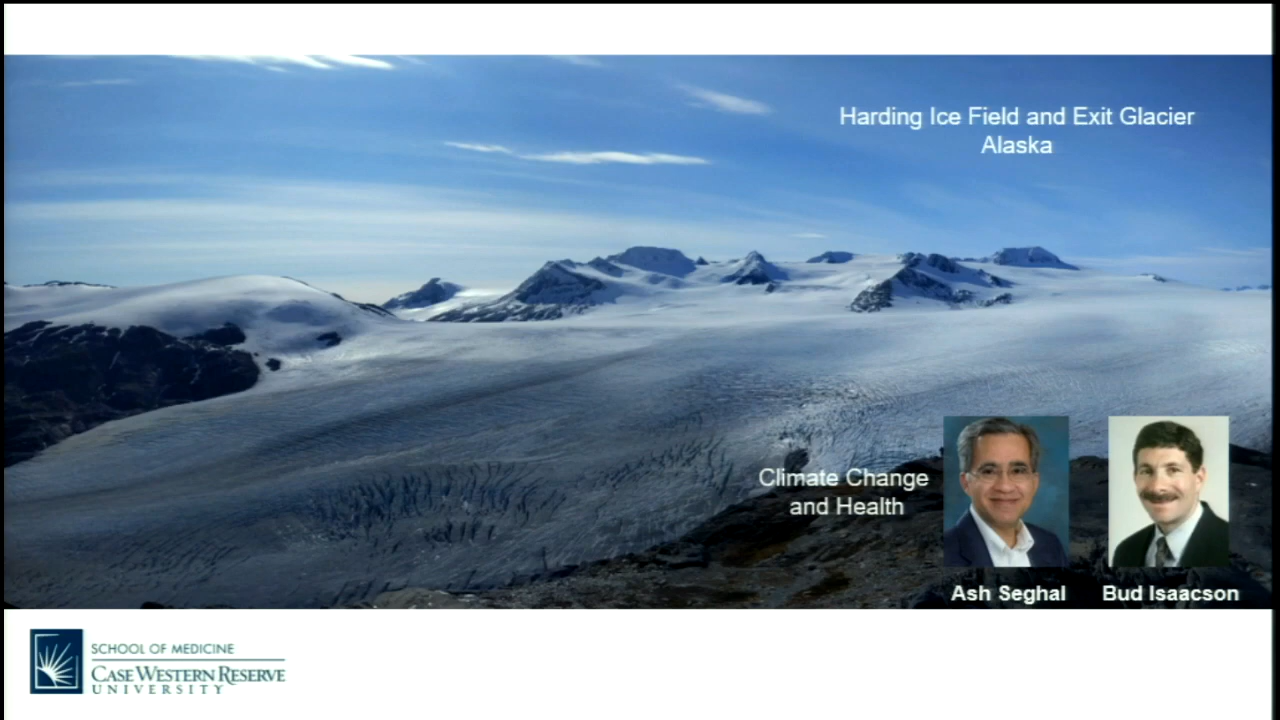 Harding Ice Field and Exit Glacier
Alaska
Climate Change
and Health
Ash Seghal
Bud Isaacson
SCHOOL OF MEDICINE
CASE WESTERN RESERVE
UNIVERSITY